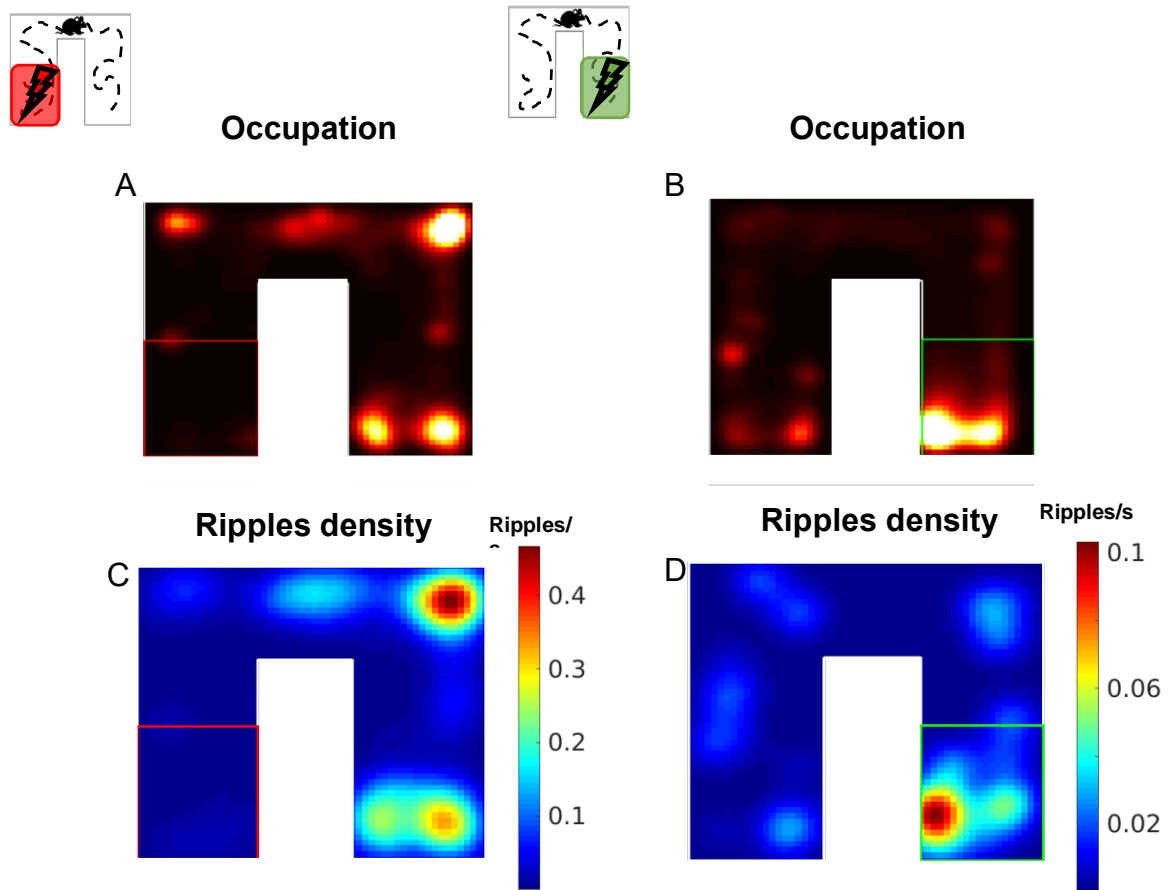 Occupation
Occupation
A
B
Ripples density
Ripples/
Ripples density
Ripples/s
C
0.4
0.3
0.2
0.1
D
0.1
0.06
0.02